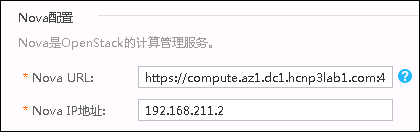 Nova配置
Nova是OpenStack的计算管理服务。
* Nova URL: https://compute.az1.dc1.hcnp3lab1.com:4 ?
* Nova IP地址: 192.168.211.2